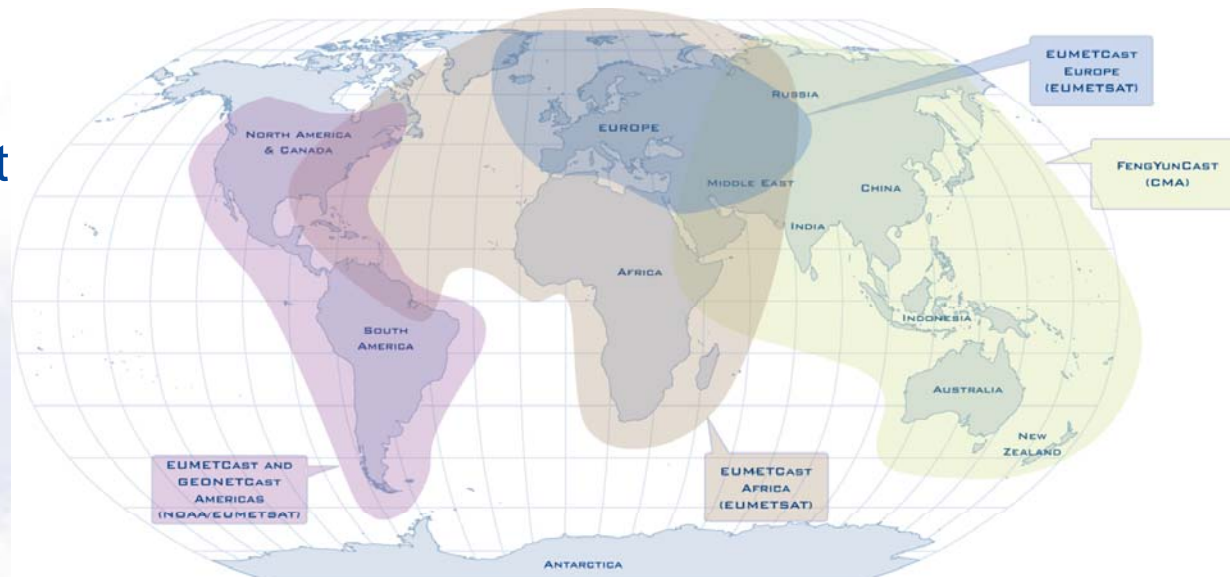 EUMETCAST
EUROPE
(EUMETSAT)
RUSSIA
EUROPE
NORTH AMERICA
& CANADA
t
FENGYUNCAST
(CMA)
MIDDLE EAST
CHINA
INDIA
AFRICA
INDONESIA
SOUTH
AMERICA
AUSTRALIA
NEW
ZEALAND
EUMETCAST AND
GEONETCAST
AMERICAS
(NOAA/EUMETSAT)
EUMETCAST
AFRICA
(EUMETSAT)
ANTARCTICA